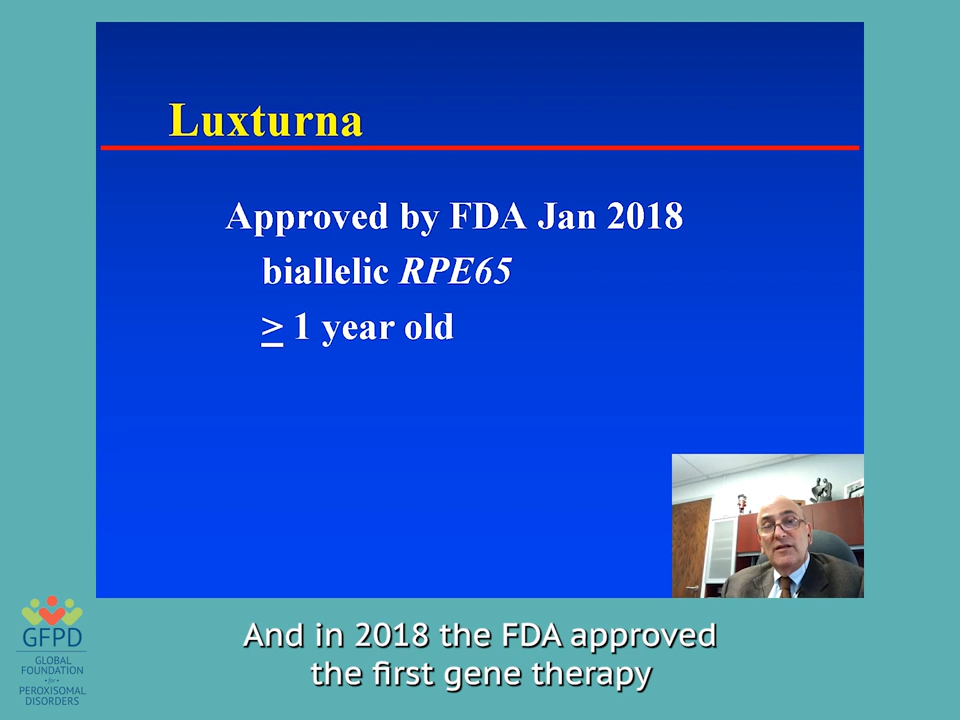 Luxturna
Approved by FDA Jan 2018
biallelic RPE65
≥ 1 year old
And in 2018 the FDA approved
the first gene therapy
GFPD
GLOBAL
FOUNDATION
for
PEROXISOMAL
DISORDERS